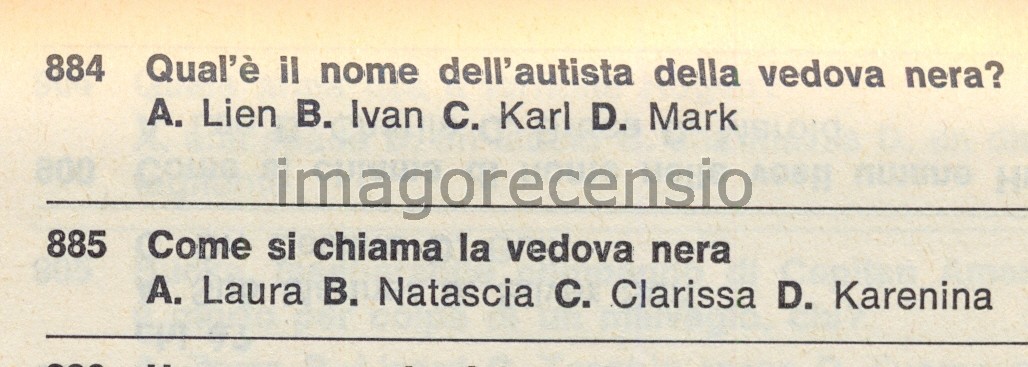 884 Qual'è il nome dell'autista della vedova nera?
A. Lien B. Ivan C. Karl D. Mark
imagorecensio
885 Come si chiama la vedova nera
A. Laura B. Natascia C. Clarissa D. Karenina